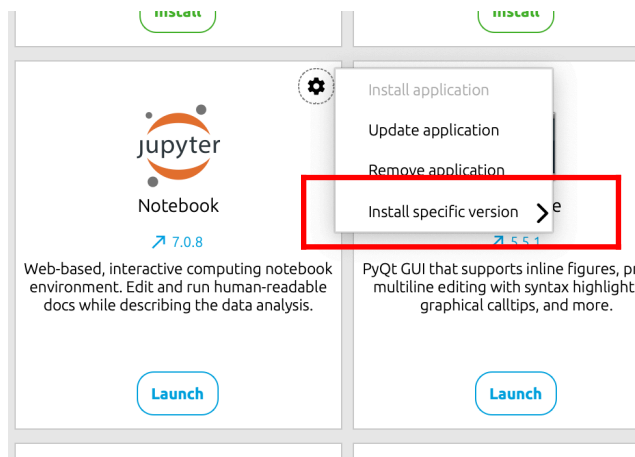 Install
Install
Install application
Update application
Remove application
Install specific version
jupyter
Notebook
7.0.8
Web-based, interactive computing notebook
environment. Edit and run human-readable
docs while describing the data analysis.
Launch
e
5.5.1
PyQt GUI that supports inline figures, pr
multiline editing with syntax highlight
graphical calltips, and more.
Launch